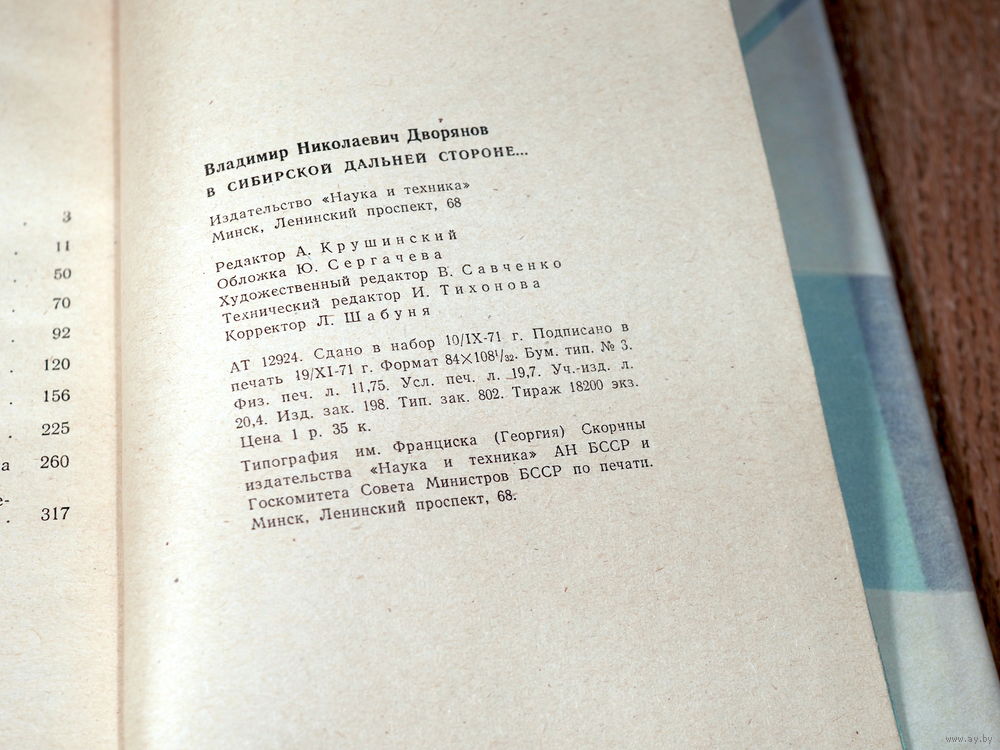 3
11
50
70
92
120
156
225
а 260
е-
317
Владимир Николаевич Дворянов
В СИБИРСКОЙ ДАЛЬНЕЙ СТОРОНЕ...
Издательство «Наука и техника»
Минск, Ленинский проспект, 68
Редактор А. Крушинский
Обложка Ю. Сергачева
Художественный редактор В. Савченко
Технический редактор И. Тихонова
Корректор Л. Шабуня
АТ 12924. Сдано в набор 10/IX-71 г. Подписано в
печать 19/XI-71 г. Формат 84×108¹/₃₂. Бум. тип. № 3.
Физ. печ. л. 11,75. Усл. печ. л. 19,7. Уч.-изд. л.
20,4. Изд. зак. 198. Тип. зак. 802. Тираж 18200 экз.
Цена 1 р. 35 к.
Типография им. Франциска (Георгия) Скорины
издательства «Наука и техника» АН БССР и
Госкомитета Совета Министров БССР по печати.
Минск, Ленинский проспект, 68.
www.ay.by